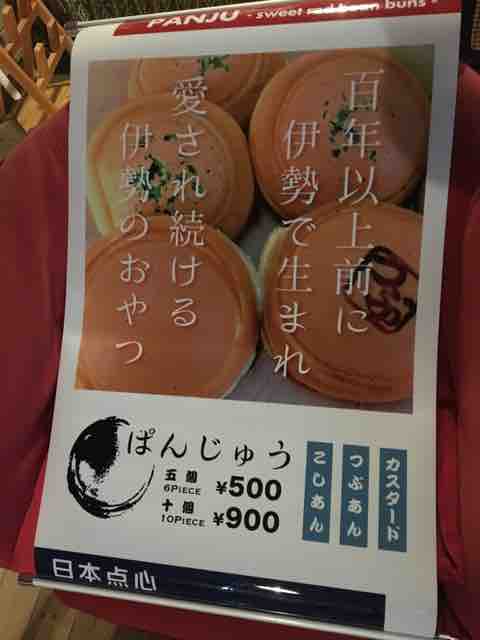 PANJU - sweet red bean buns -
百年以上前に
伊勢で生まれ
愛され続ける
伊勢のおやつ
ぱんじゅう
五個
6PIECE
¥500
十個
10PIECE
¥900
カスタード
つぶあん
こしあん
日本点心